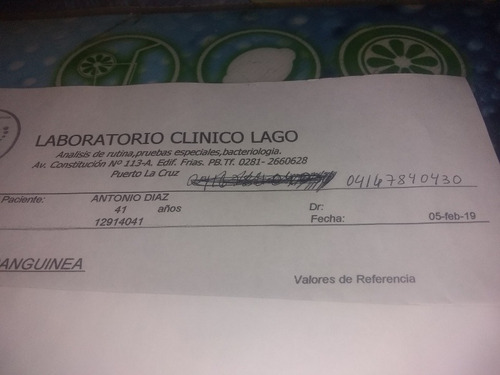 LABORATORIO CLINICO LAGO
Analisis de rutina,pruebas especiales,bacteriologia.
Av. Constitución Nº 113-A. Edif. Frias. PB.Tf. 0281- 2660628
Puerto La Cruz 04167840430
Paciente: ANTONIO DIAZ
41 años Dr:
12914041 Fecha: 05-feb-19
ANGUINEA
Valores de Referencia